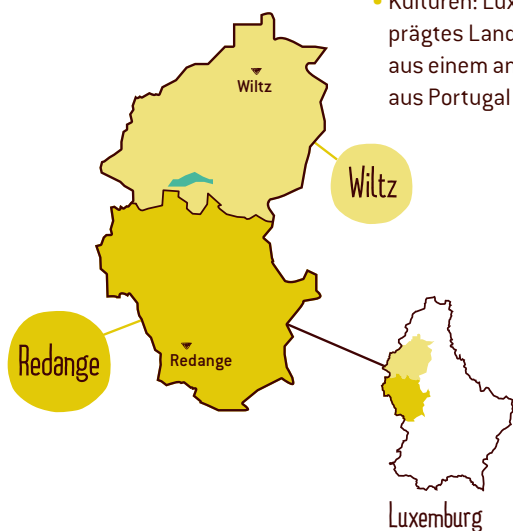 • Kulturen: Lux
prägtes Land
aus einem an
aus Portugal
Wiltz
Wiltz
Redange
Redange
Luxemburg